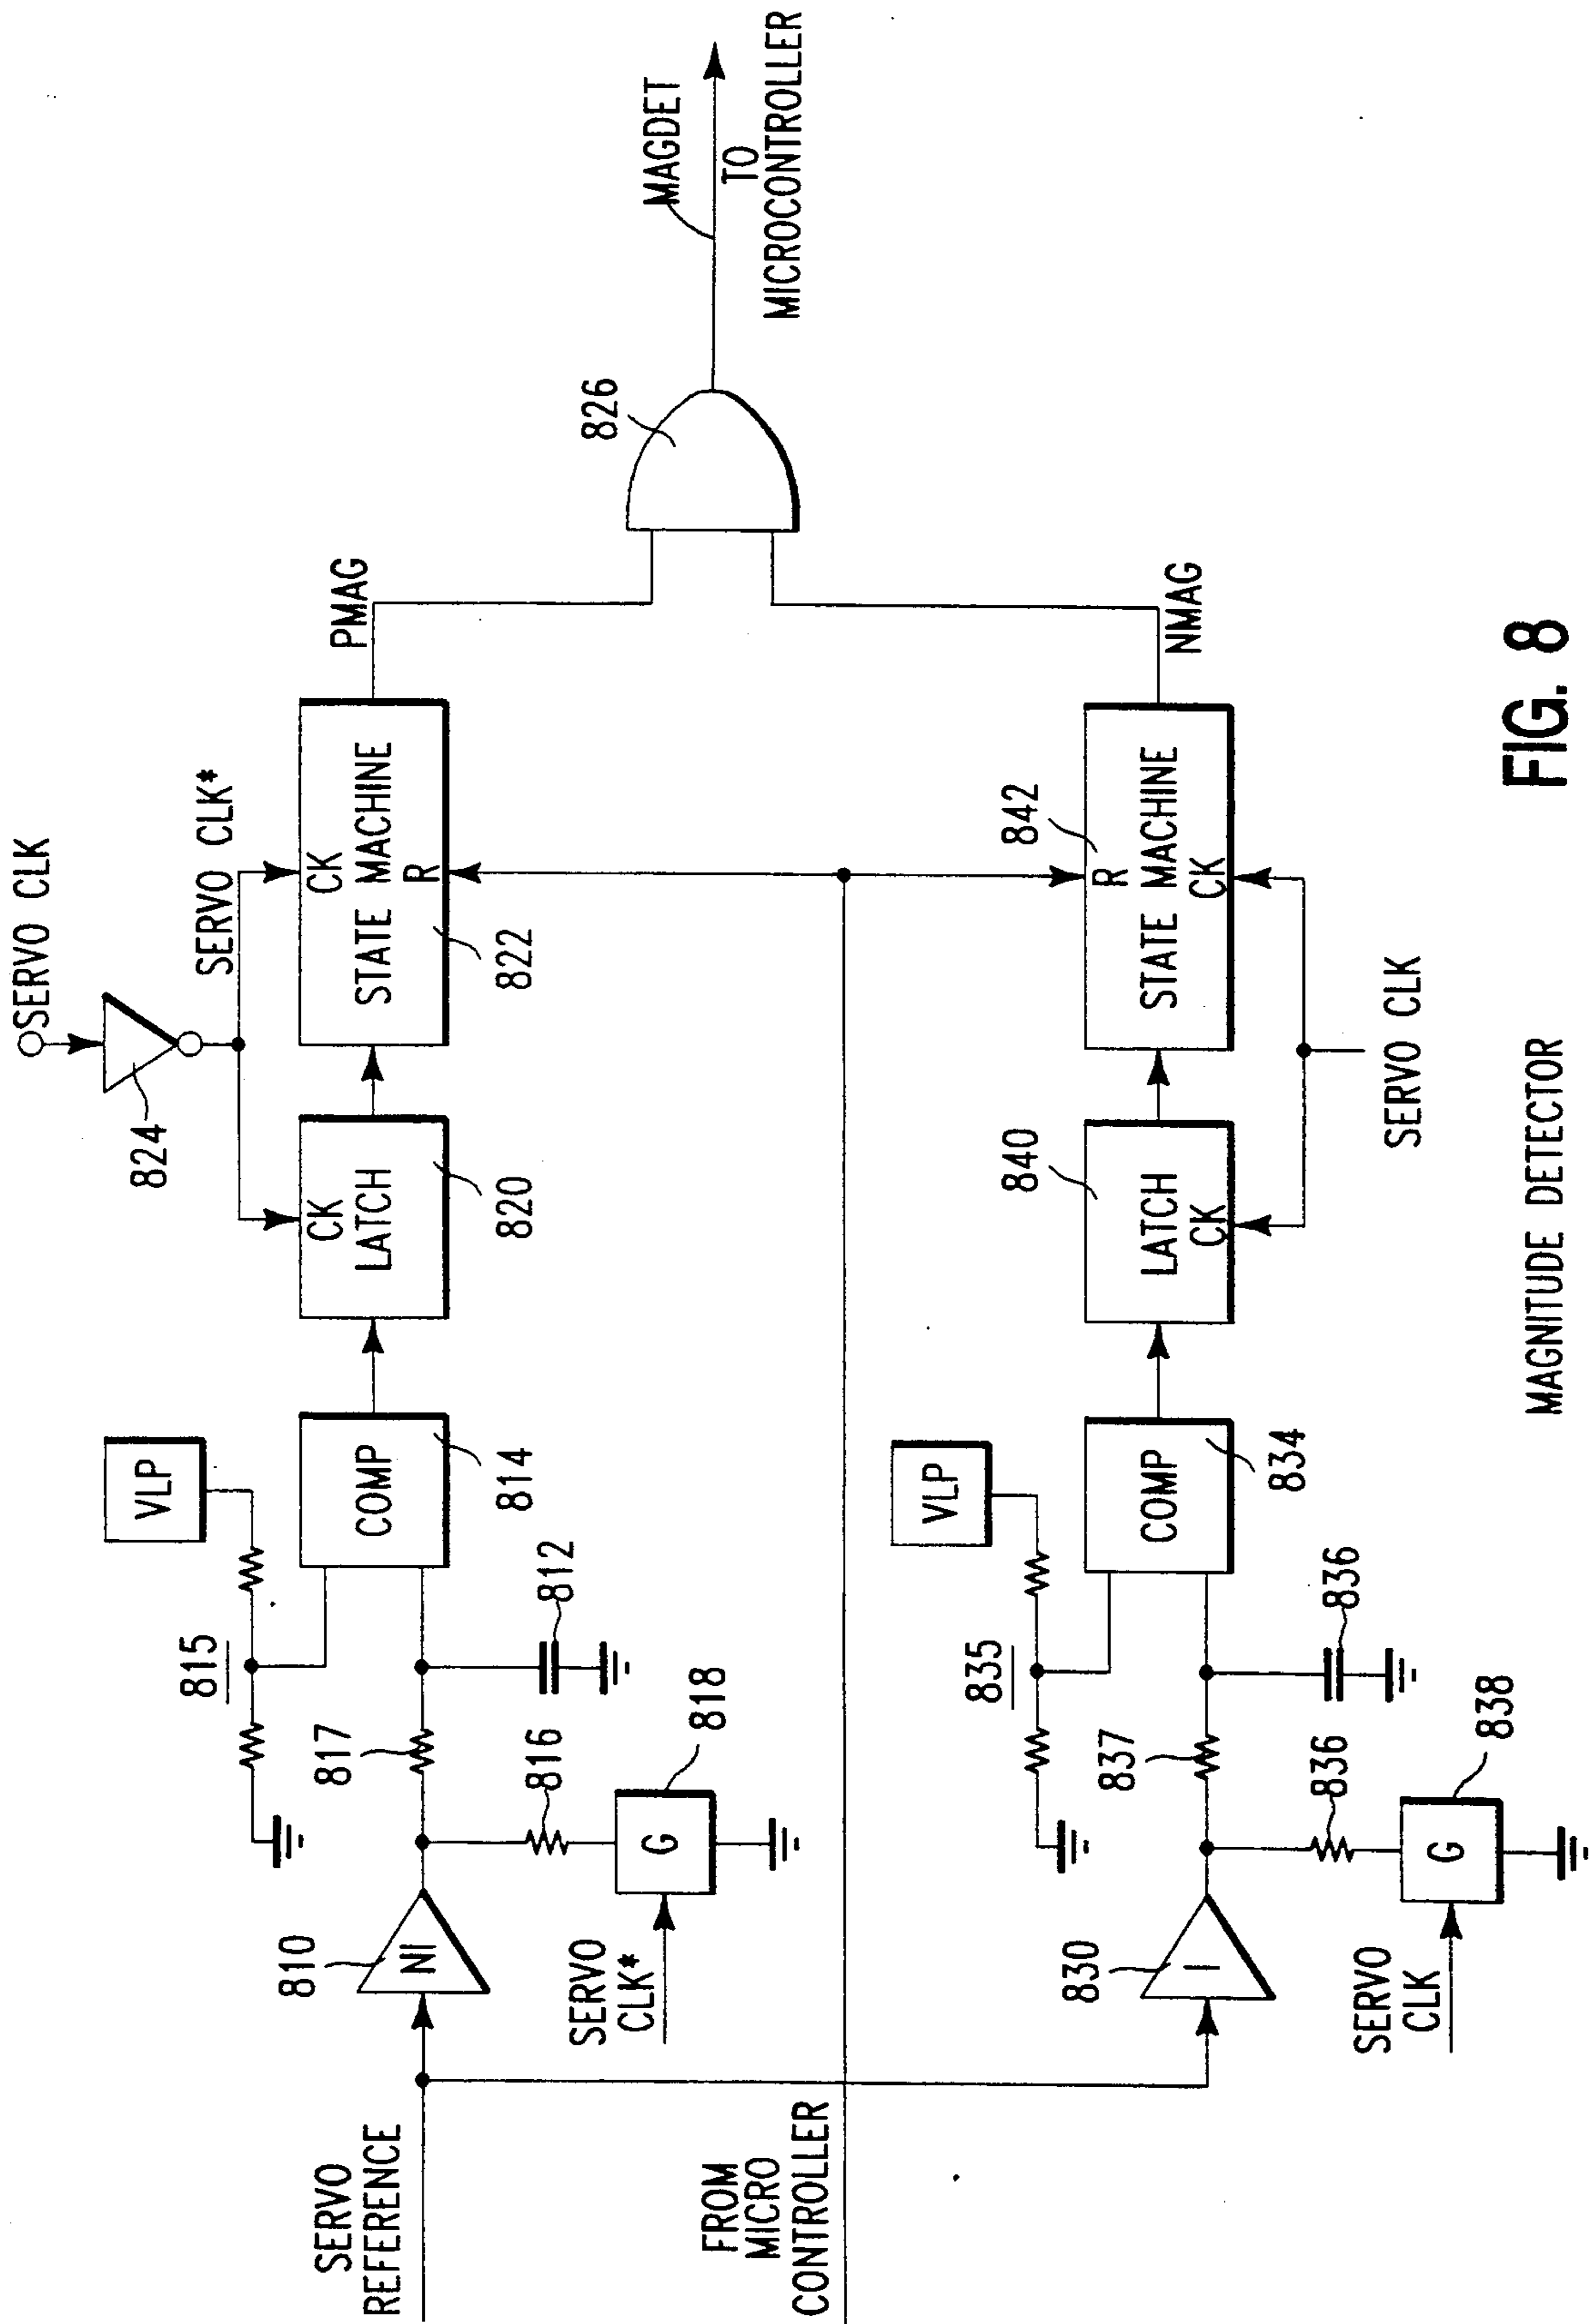 SERVO
REFERENCE
810
NI
SERVO
CLK*
816
G
818
817
815
812
VLP
COMP
814
CK
LATCH
820
824
SERVO CLK
SERVO CLK*
CK
STATE MACHINE
R
822
PMAG
826
MAGDET
TO
MICROCONTROLLER
FROM
MICRO
CONTROLLER
830
I
SERVO
CLK
836
G
838
837
835
836
VLP
COMP
834
840
LATCH
CK
842
R
STATE MACHINE
CK
SERVO CLK
NMAG
MAGNITUDE DETECTOR
FIG. 8